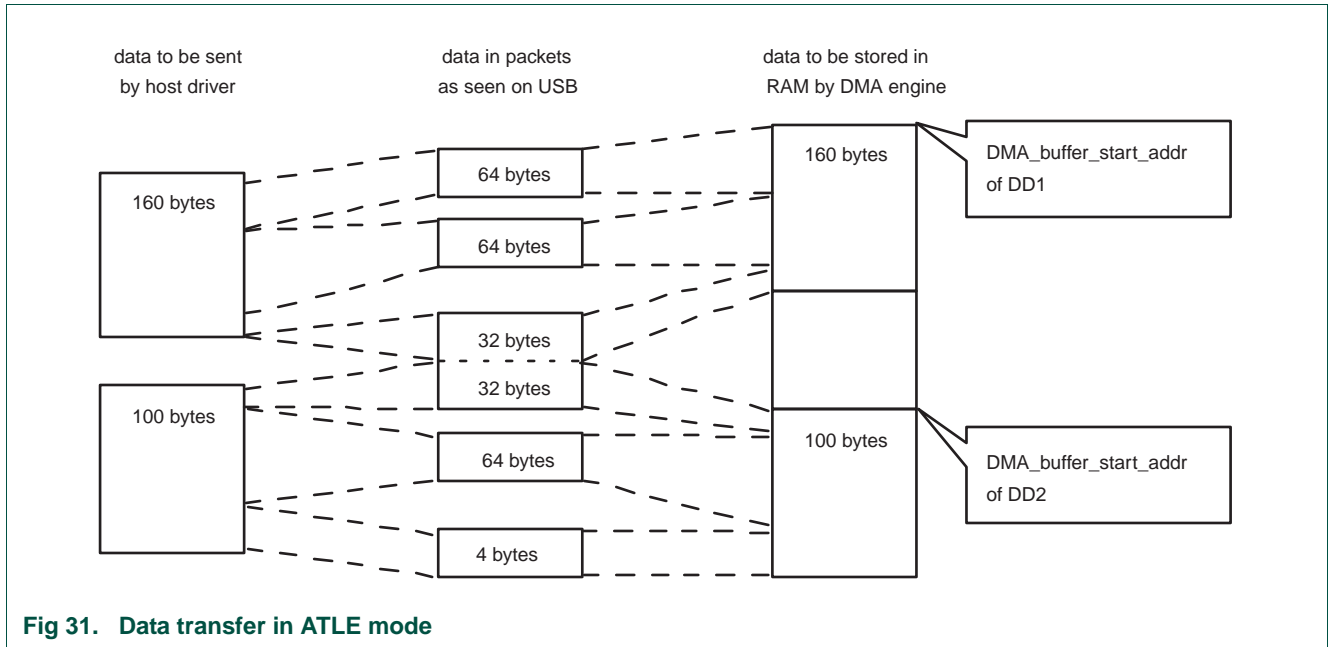 data to be sent
by host driver
data in packets
as seen on USB
data to be stored in
RAM by DMA engine
160 bytes
100 bytes
64 bytes
64 bytes
32 bytes
32 bytes
64 bytes
4 bytes
160 bytes
100 bytes
DMA_buffer_start_addr
of DD1
DMA_buffer_start_addr
of DD2
Fig 31. Data transfer in ATLE mode